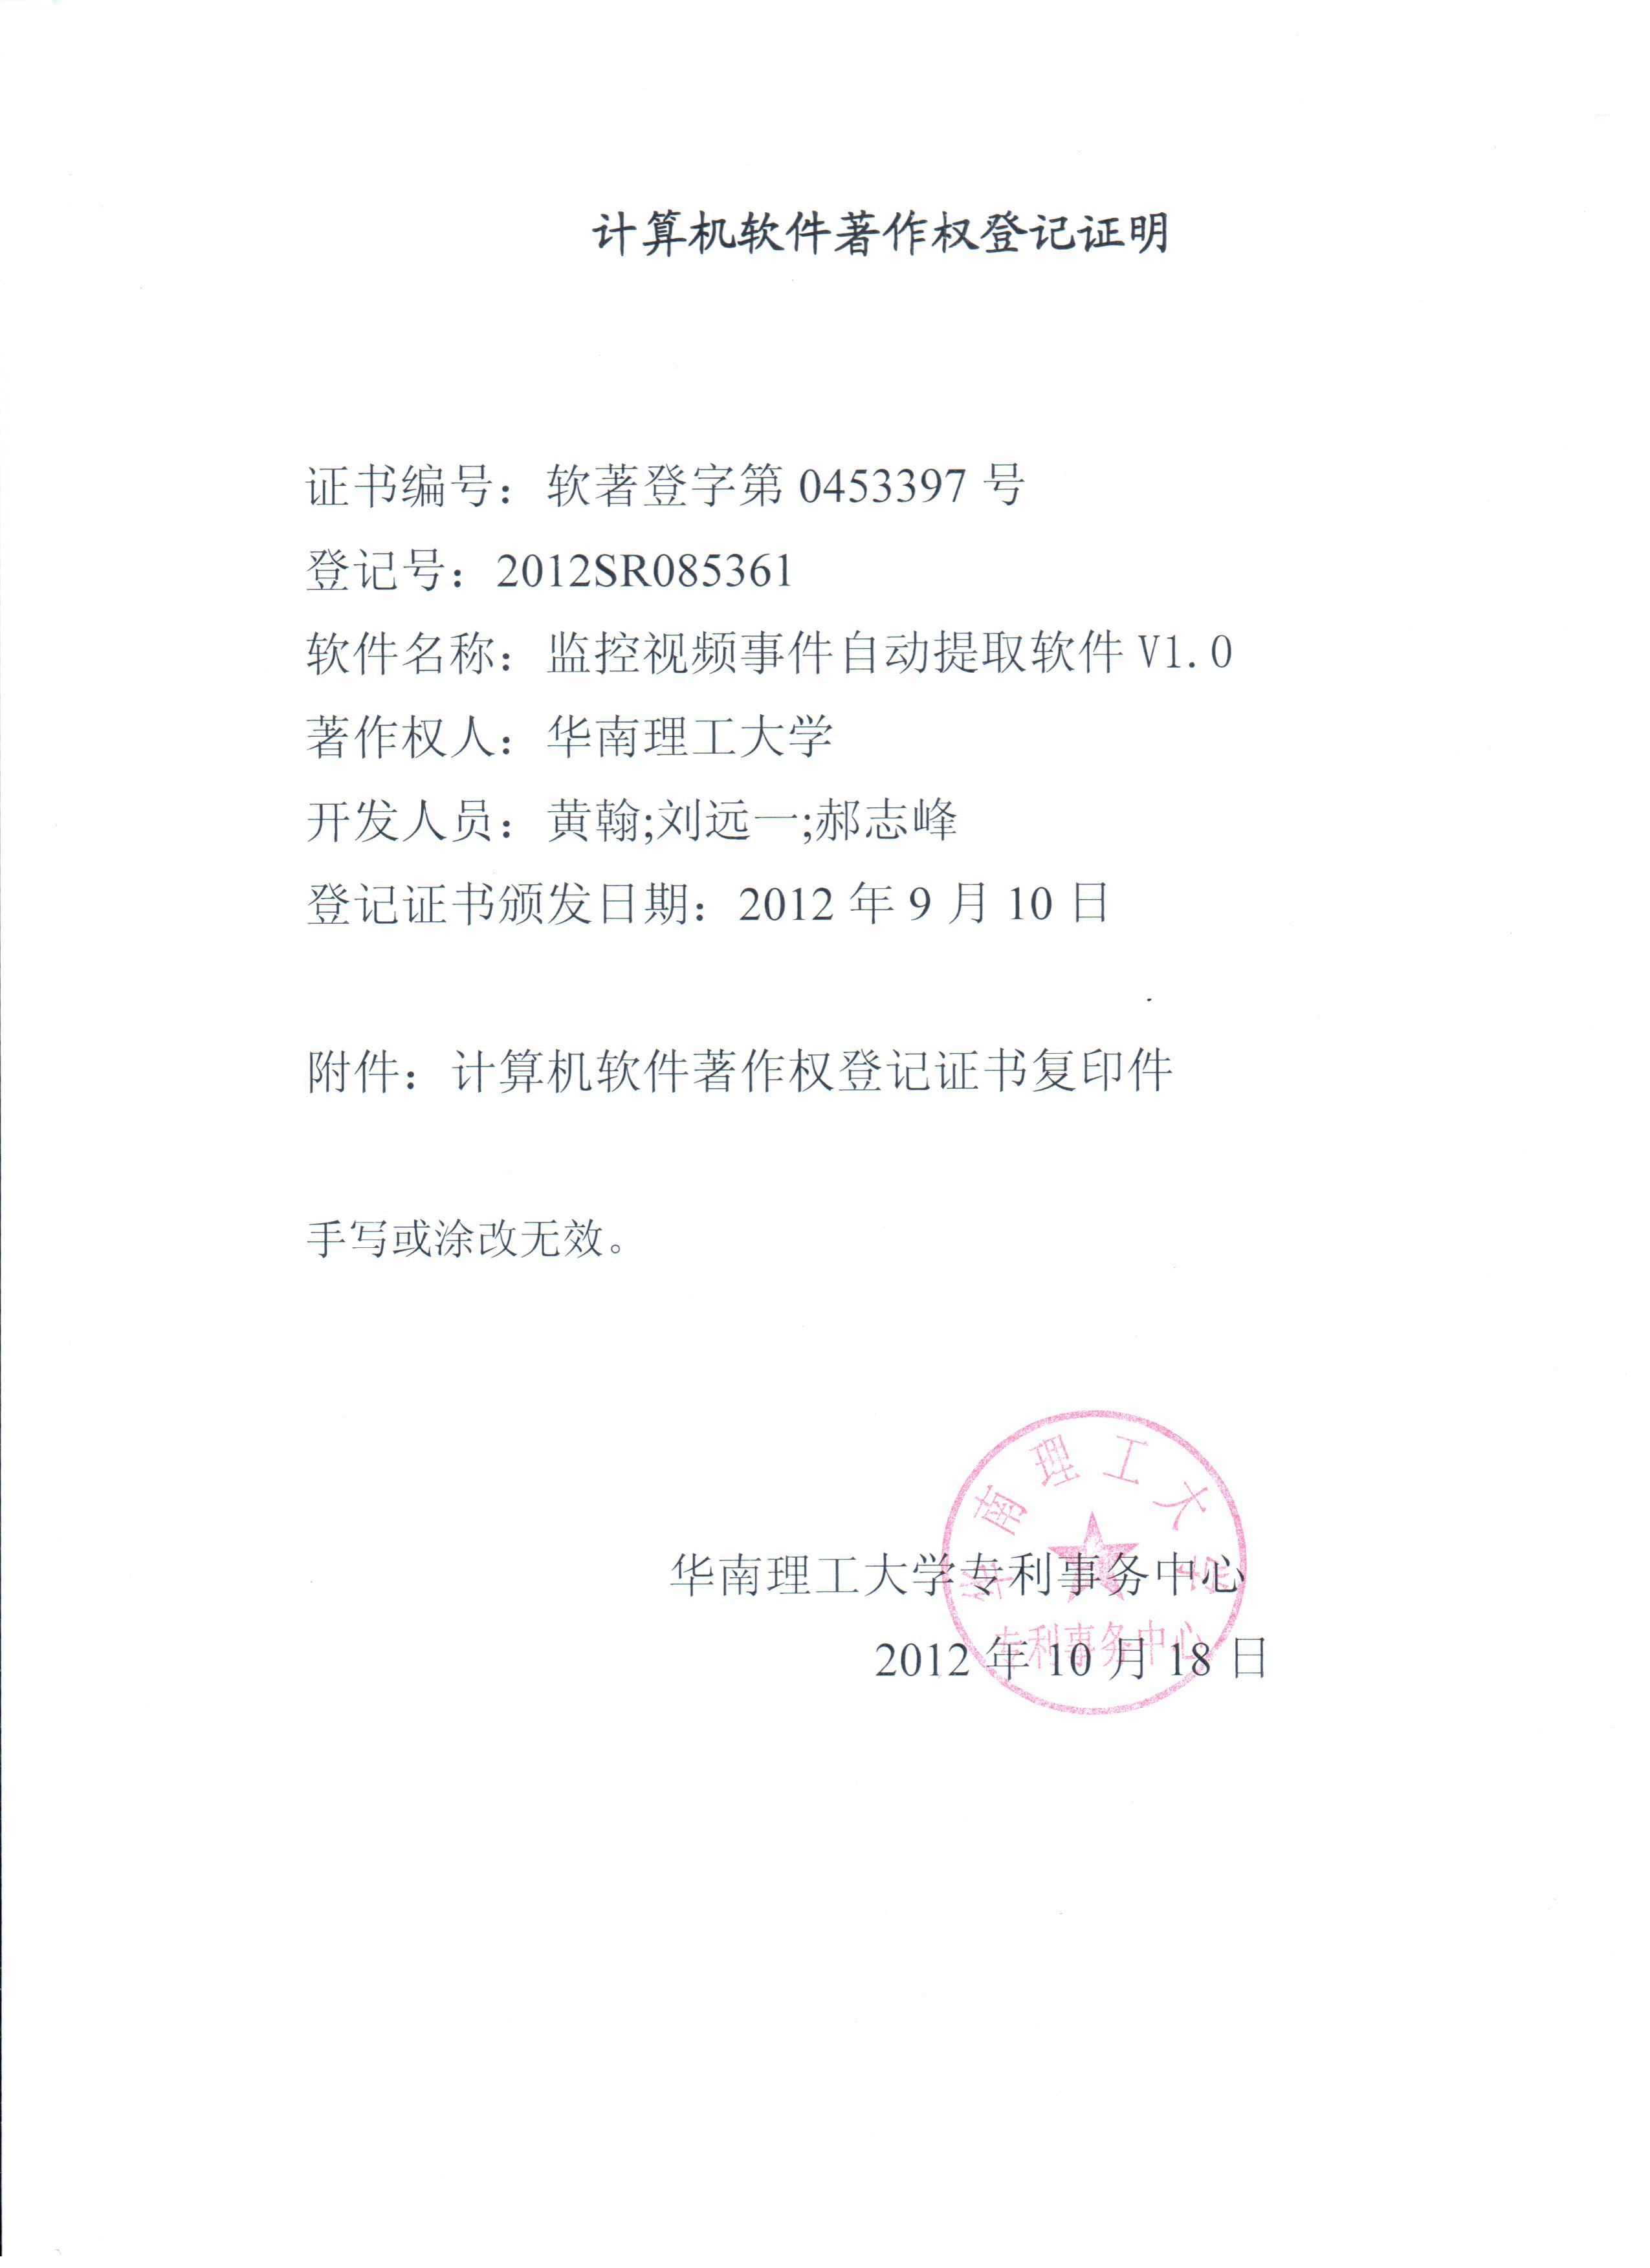 计算机软件著作权登记证明
证书编号：软著登字第 0453397 号
登记号：2012SR085361
软件名称：监控视频事件自动提取软件 V1.0
著作权人：华南理工大学
开发人员：黄翰;刘远一;郝志峰
登记证书颁发日期：2012 年 9 月 10 日
附件：计算机软件著作权登记证书复印件
手写或涂改无效。
华南理工大学
华南理工大学专利事务中心
专利事务中心
2012 年 10 月 18 日